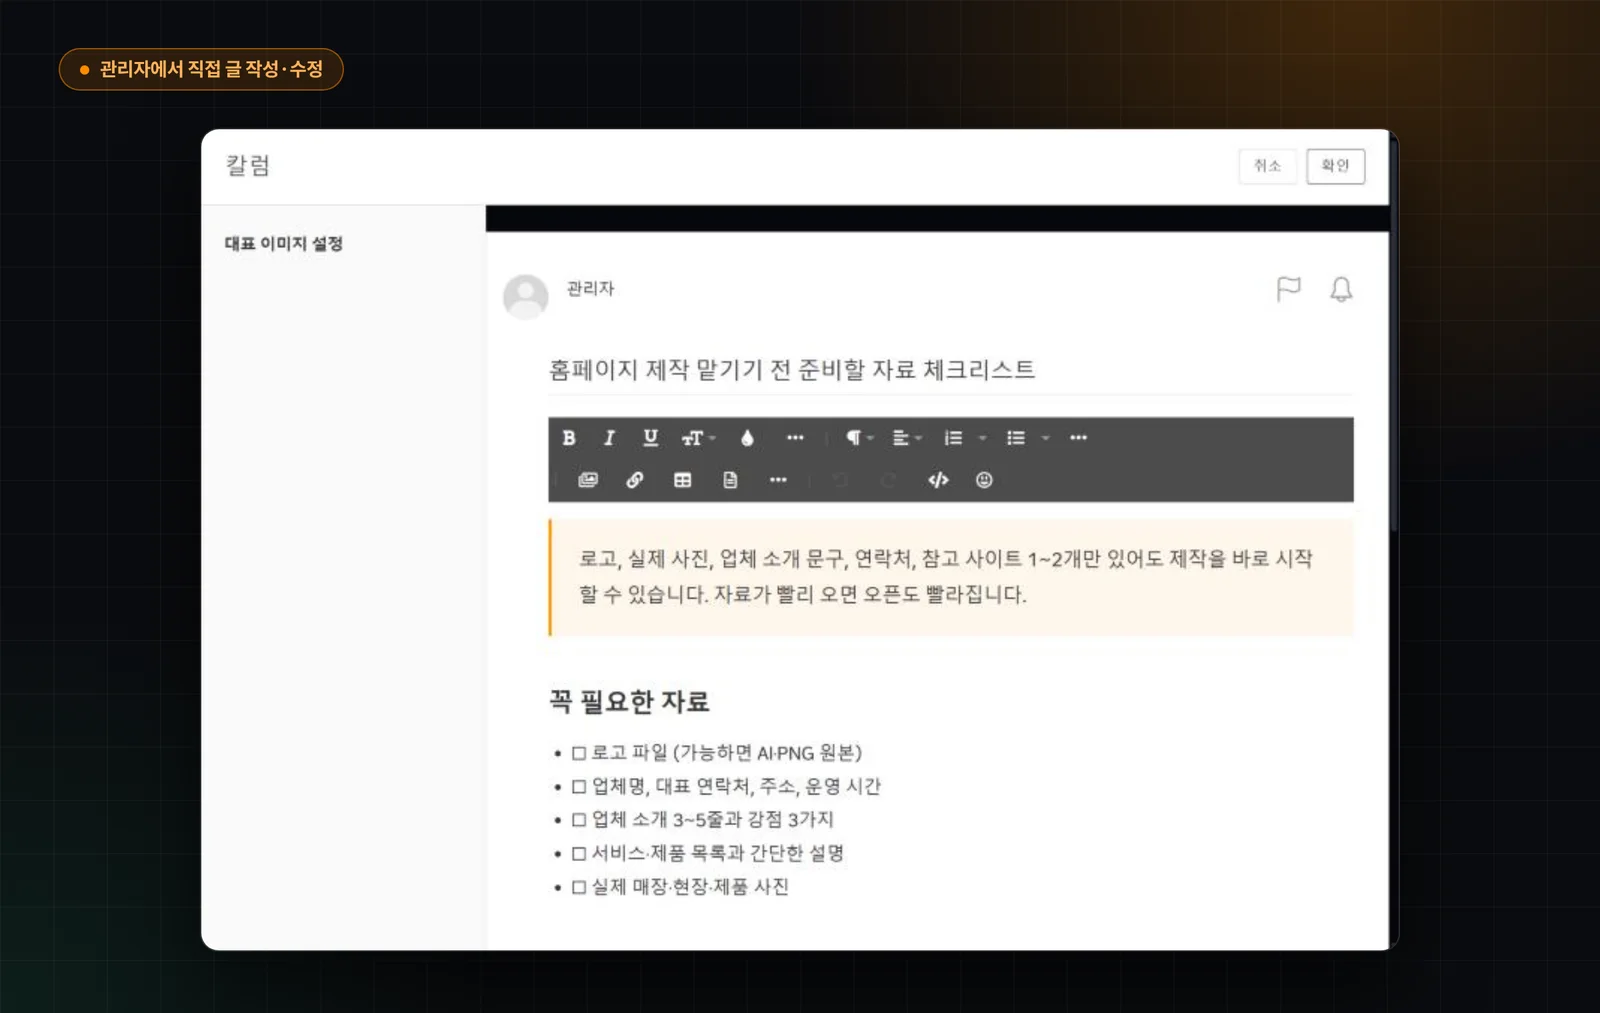 관리자에서 직접 글 작성·수정
칼럼
취소
확인
대표 이미지 설정
관리자
홈페이지 제작 맡기기 전 준비할 자료 체크리스트
로고, 실제 사진, 업체 소개 문구, 연락처, 참고 사이트 1~2개만 있어도 제작을 바로 시작
할 수 있습니다. 자료가 빨리 오면 오픈도 빨라집니다.
꼭 필요한 자료
• ☐ 로고 파일 (가능하면 AI·PNG 원본)
• ☐ 업체명, 대표 연락처, 주소, 운영 시간
• ☐ 업체 소개 3~5줄과 강점 3가지
• ☐ 서비스·제품 목록과 간단한 설명
• ☐ 실제 매장·현장·제품 사진